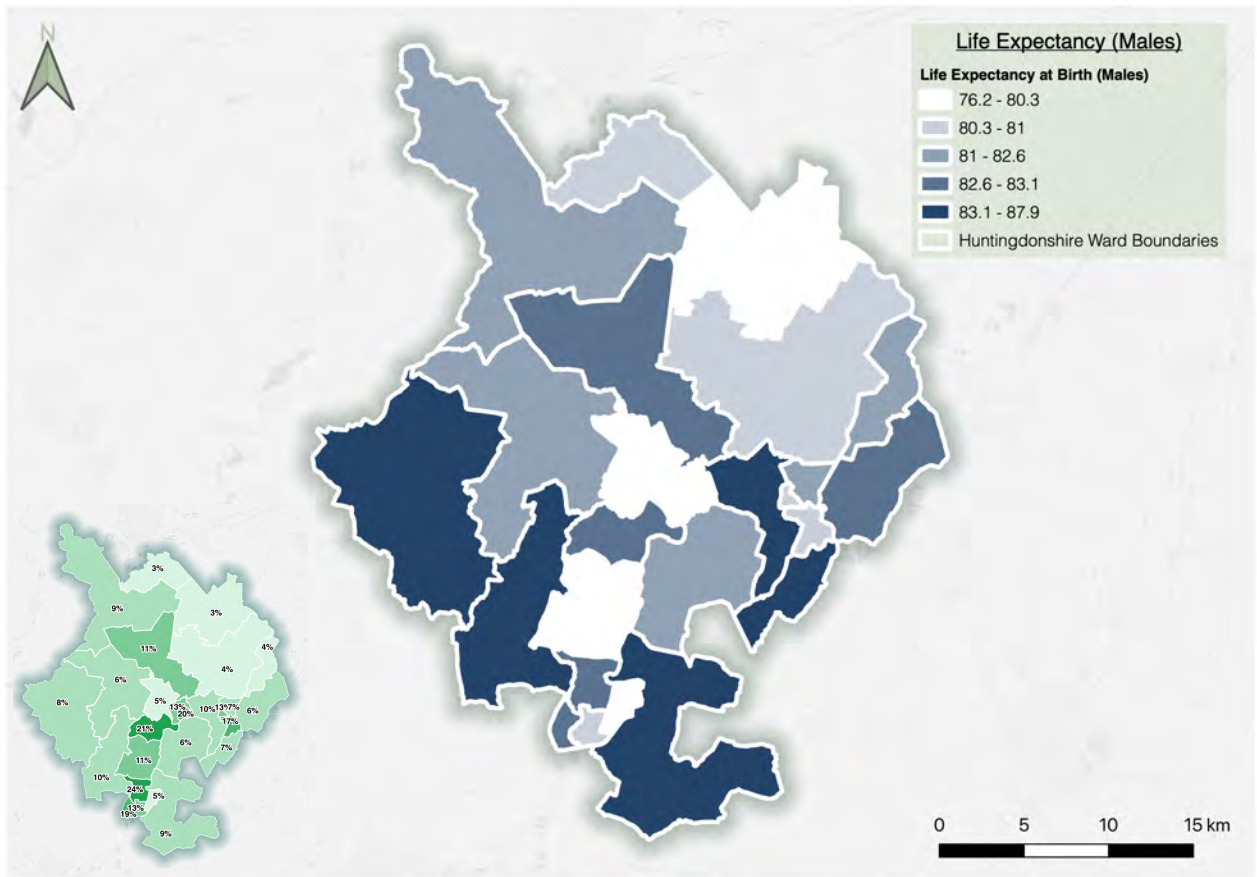 N
Life Expectancy (Males)
Life Expectancy at Birth (Males)
76.2 - 80.3
80.3 - 81
81 - 82.6
82.6 - 83.1
83.1 - 87.9
Huntingdonshire Ward Boundaries
3%
9%
3%
11%
4%
4%
6%
8%
5%
13%
20%
10%
13%
7%
6%
17%
21%
6%
7%
11%
10%
24%
5%
13%
19%
9%
0 5 10 15 km